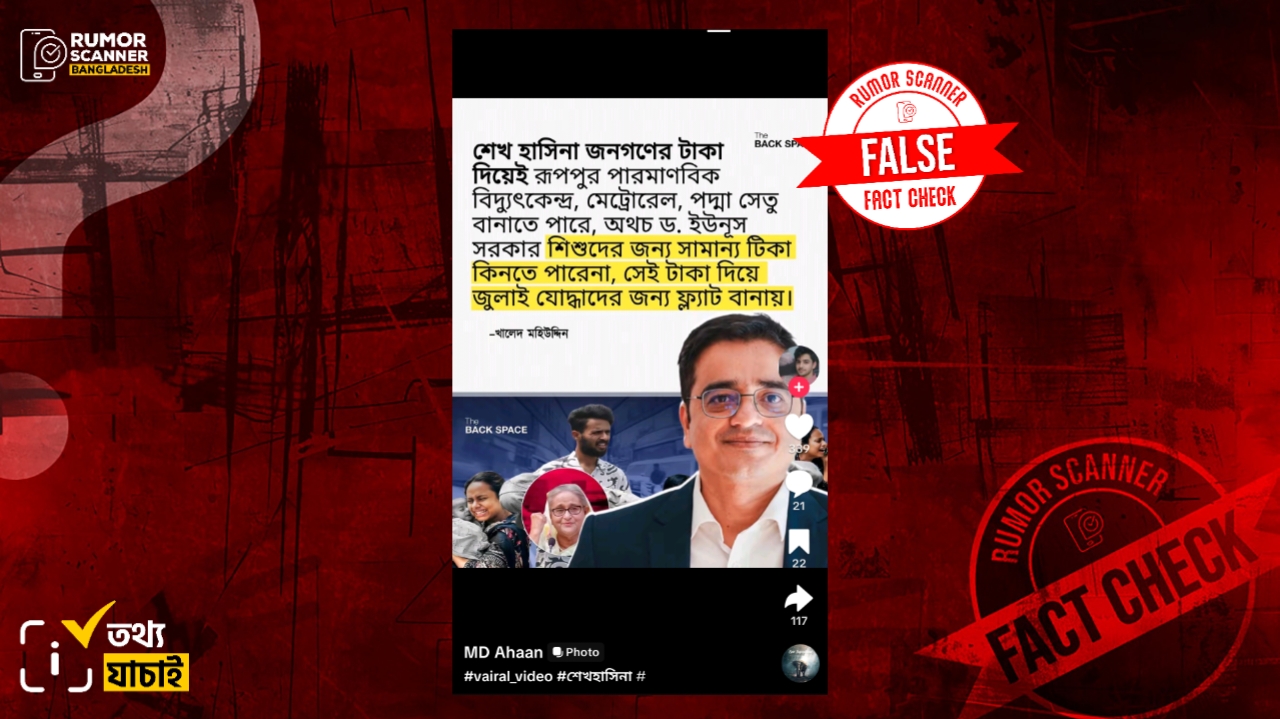 RUMOR
SCANNER
BANGLADESH
শেখ হাসিনা জনগণের টাকা
দিয়েই রূপপুর পারমাণবিক
বিদ্যুৎকেন্দ্র, মেট্রোরেল, পদ্মা সেতু
বানাতে পারে, অথচ ড. ইউনূস
সরকার শিশুদের জন্য সামান্য টিকা
কিনতে পারেনা, সেই টাকা দিয়ে
জুলাই যোদ্ধাদের জন্য ফ্ল্যাট বানায়।
–খালেদ মহিউদ্দিন
The
BACK
RUMOR SCANNER
FALSE
FACT CHECK
The
BACK SPACE
21
22
117
MD Ahaan Photo
#vairal_video #শেখহাসিনা #
তথ্য
যাচাই
RUMOR SCANNER
FACT CHECK